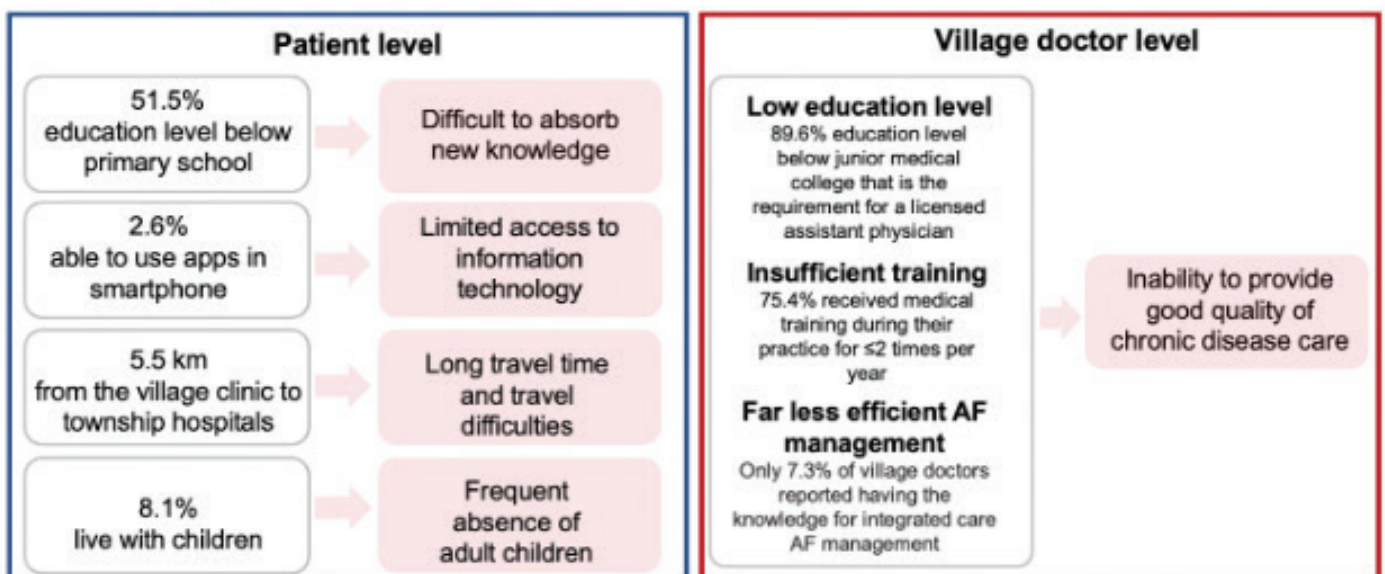 Patient level
51.5%
education level below
primary school
Difficult to absorb
new knowledge
2.6%
able to use apps in
smartphone
Limited access to
information
technology
5.5 km
from the village clinic to
township hospitals
Long travel time
and travel
difficulties
8.1%
live with children
Frequent
absence of
adult children
Village doctor level
Low education level
89.6% education level
below junior medical
college that is the
requirement for a licensed
assistant physician
Insufficient training
75.4% received medical
training during their
practice for ≤2 times per
year
Far less efficient AF
management
Only 7.3% of village doctors
reported having the
knowledge for integrated care
AF management
Inability to provide
good quality of
chronic disease care